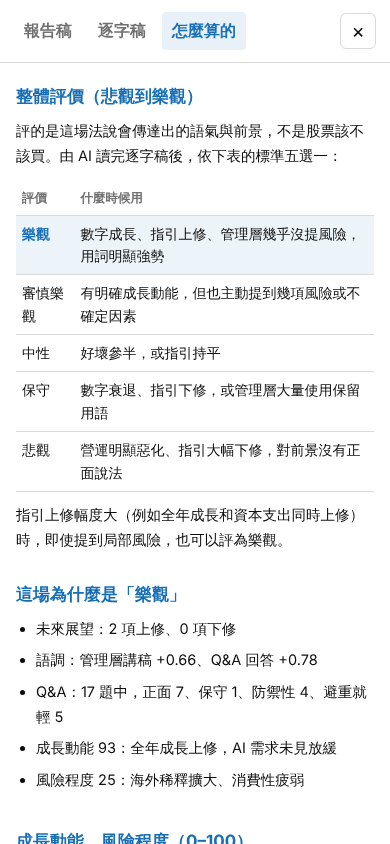 報告稿 逐字稿 怎麼算的 ×
整體評價（悲觀到樂觀）
評的是這場法說會傳達出的語氣與前景，不是股票該不
該買。由 AI 讀完逐字稿後，依下表的標準五選一：
評價 什麼時候用
樂觀 數字成長、指引上修、管理層幾乎沒提風險，
用詞明顯強勢
審慎樂 有明確成長動能，但也主動提到幾項風險或不
觀 確定因素
中性 好壞參半，或指引持平
保守 數字衰退、指引下修，或管理層大量使用保留
用語
悲觀 營運明顯惡化、指引大幅下修，對前景沒有正
面說法
指引上修幅度大（例如全年成長和資本支出同時上修）
時，即使提到局部風險，也可以評為樂觀。
這場為什麼是「樂觀」
• 未來展望：2 項上修、0 項下修
• 語調：管理層講稿 +0.66、Q&A 回答 +0.78
• Q&A：17 題中，正面 7、保守 1、防禦性 4、避重就
輕 5
• 成長動能 93：全年成長上修，AI 需求未見放緩
• 風險程度 25：海外稀釋擴大、消費性疲弱
成長動能、風險程度（0–100）